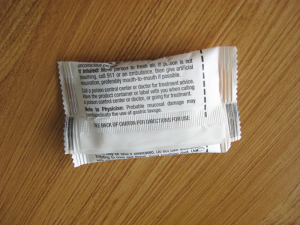 If inhaled: Move person to fresh air. If person is not
breathing, call 911 or an ambulance, then give artificial
respiration, preferably mouth-to-mouth if possible.
Call a poison control center or doctor for treatment advice.
Have the product container or label with you when calling
a poison control center or doctor, or going for treatment.
Note to Physician: Probable mucosal damage may
contraindicate the use of gastric lavage.
SEE BACK OF CARTON FOR DIRECTIONS FOR USE